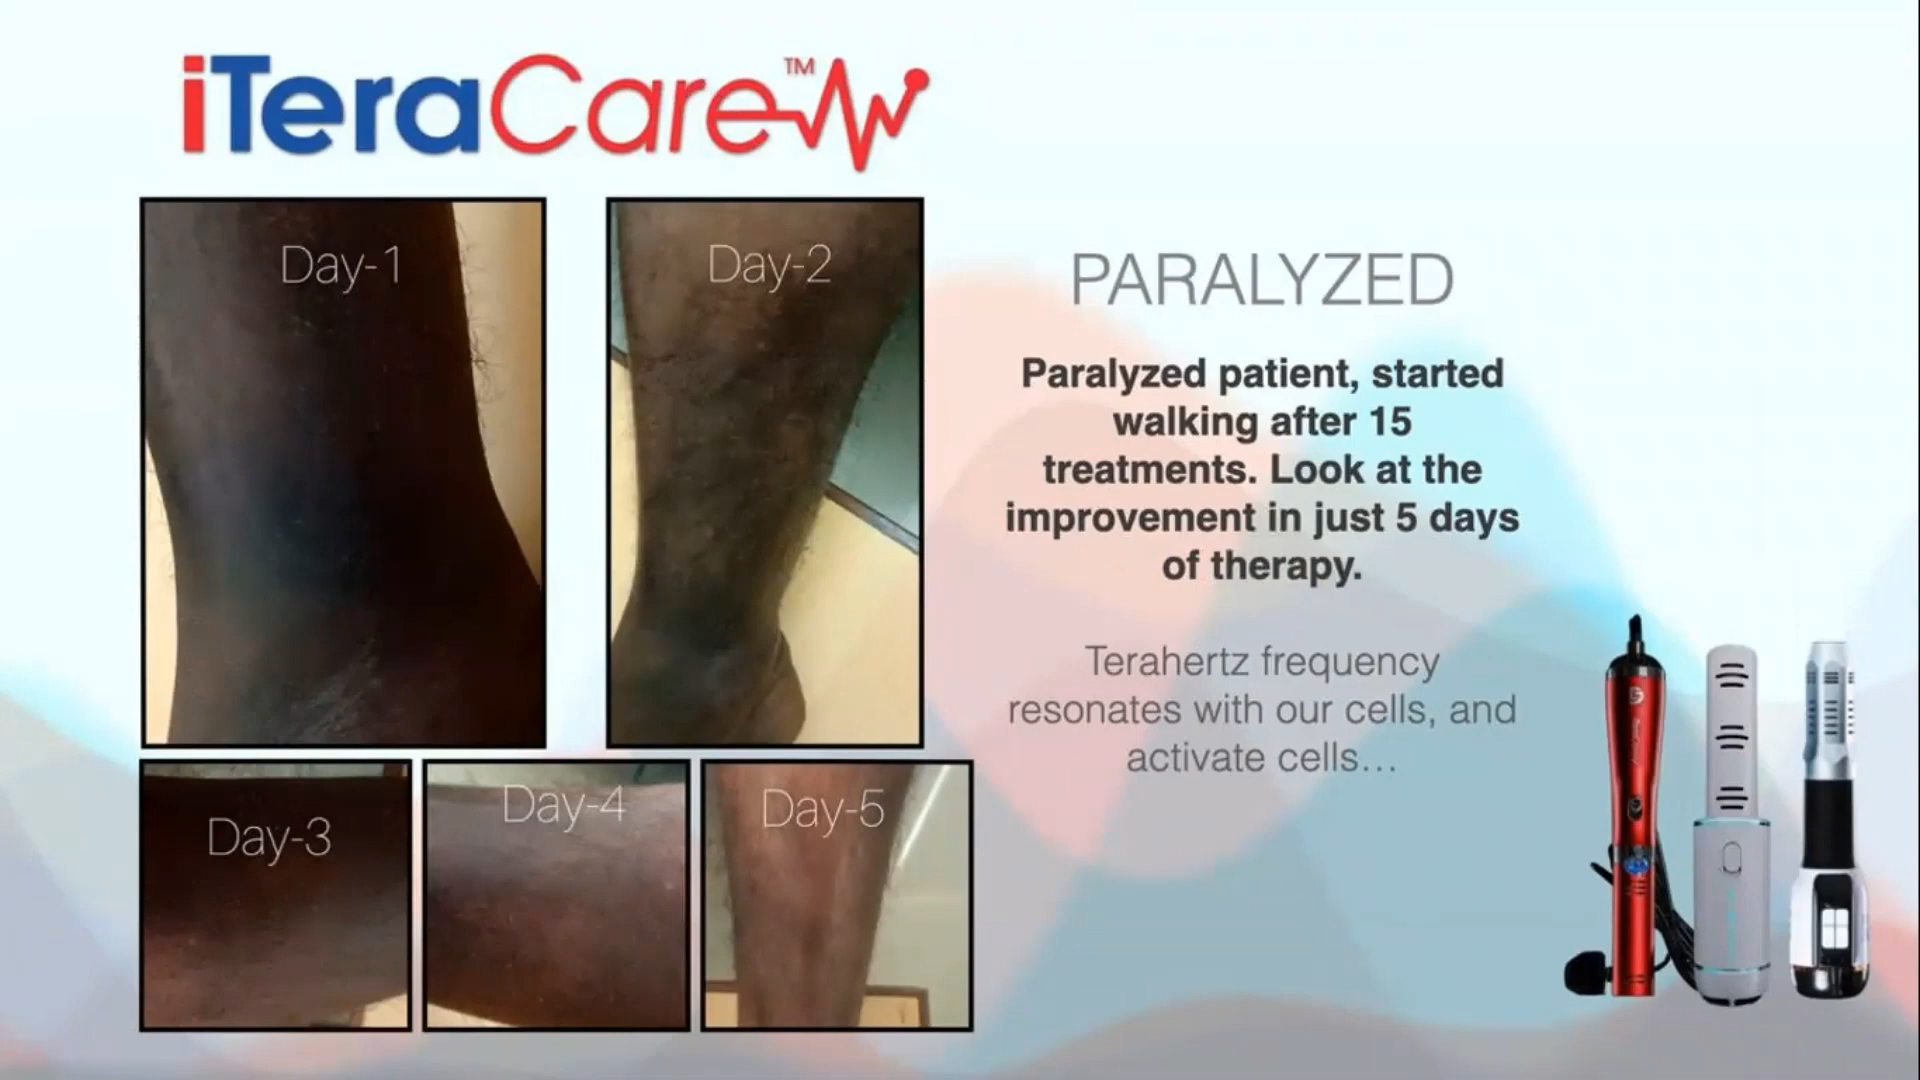 iTeraCare™
Day-1
Day-2
Day-3
Day-4
Day-5
PARALYZED
Paralyzed patient, started
walking after 15
treatments. Look at the
improvement in just 5 days
of therapy.
Terahertz frequency
resonates with our cells, and
activate cells...